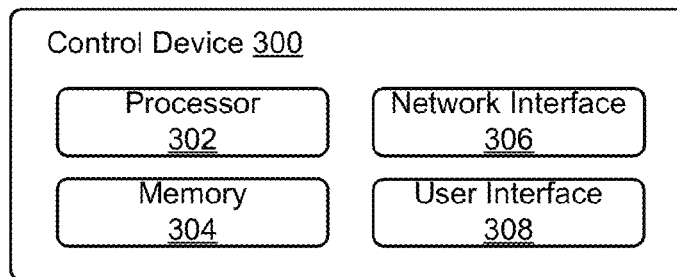 Control Device 300
Processor
302
Network Interface
306
Memory
304
User Interface
308